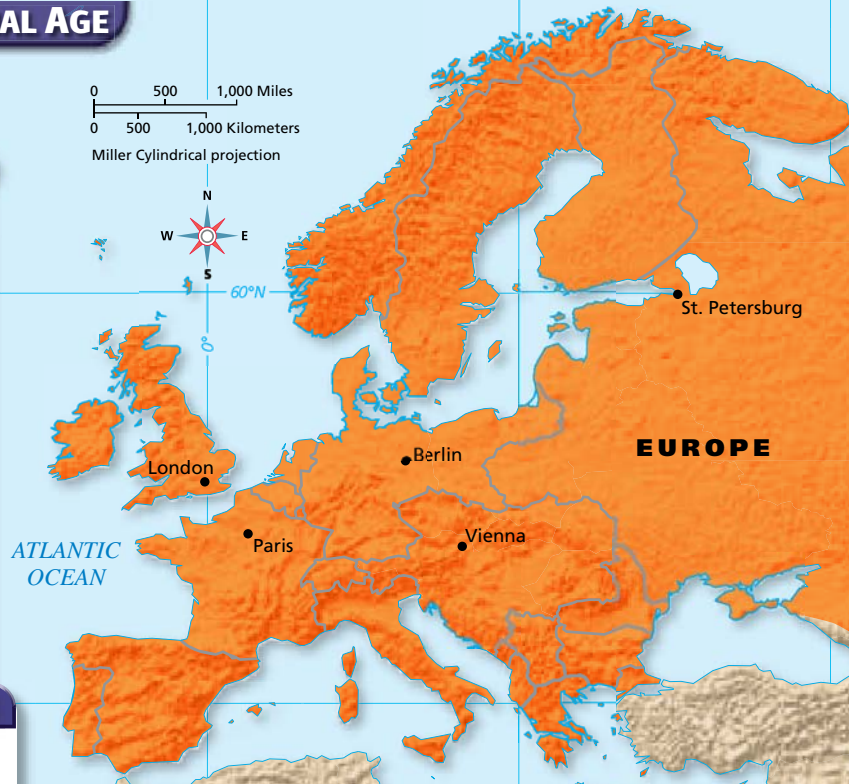 AL AGE
0 500 1,000 Miles
0 500 1,000 Kilometers
Miller Cylindrical projection
N
W E
S
60°N
0°
St. Petersburg
EUROPE
Berlin
London
Vienna
Paris
ATLANTIC
OCEAN